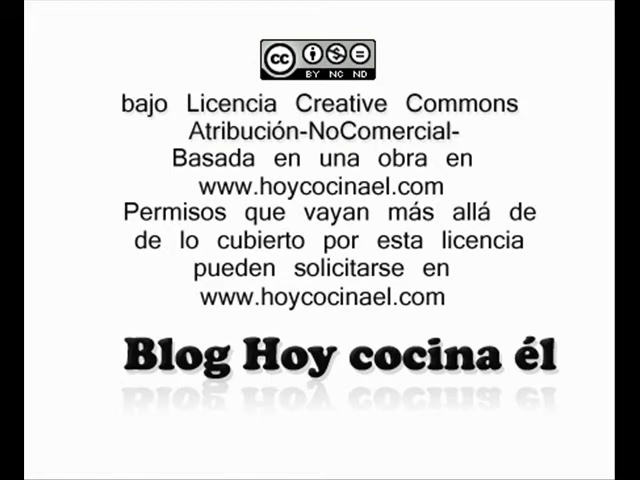 cc BY NC ND
bajo Licencia Creative Commons
Atribución-NoComercial-
Basada en una obra en
www.hoycocinael.com
Permisos que vayan más allá de
de lo cubierto por esta licencia
pueden solicitarse en
www.hoycocinael.com
Blog Hoy cocina él